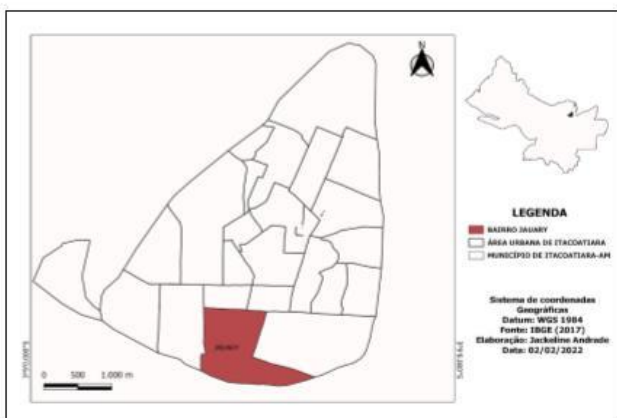 N
LEGENDA
BAIRRO JAUARY
ÁREA URBANA DE ITACOATIARA
MUNICÍPIO DE ITACOATIARA-AM
Sistema de coordenadas
Geográficas
Datum: WGS 1984
Fonte: IBGE (2017)
Elaboração: Jackeline Andrade
Data: 02/02/2022
JAUARY
0 500 1.000 m